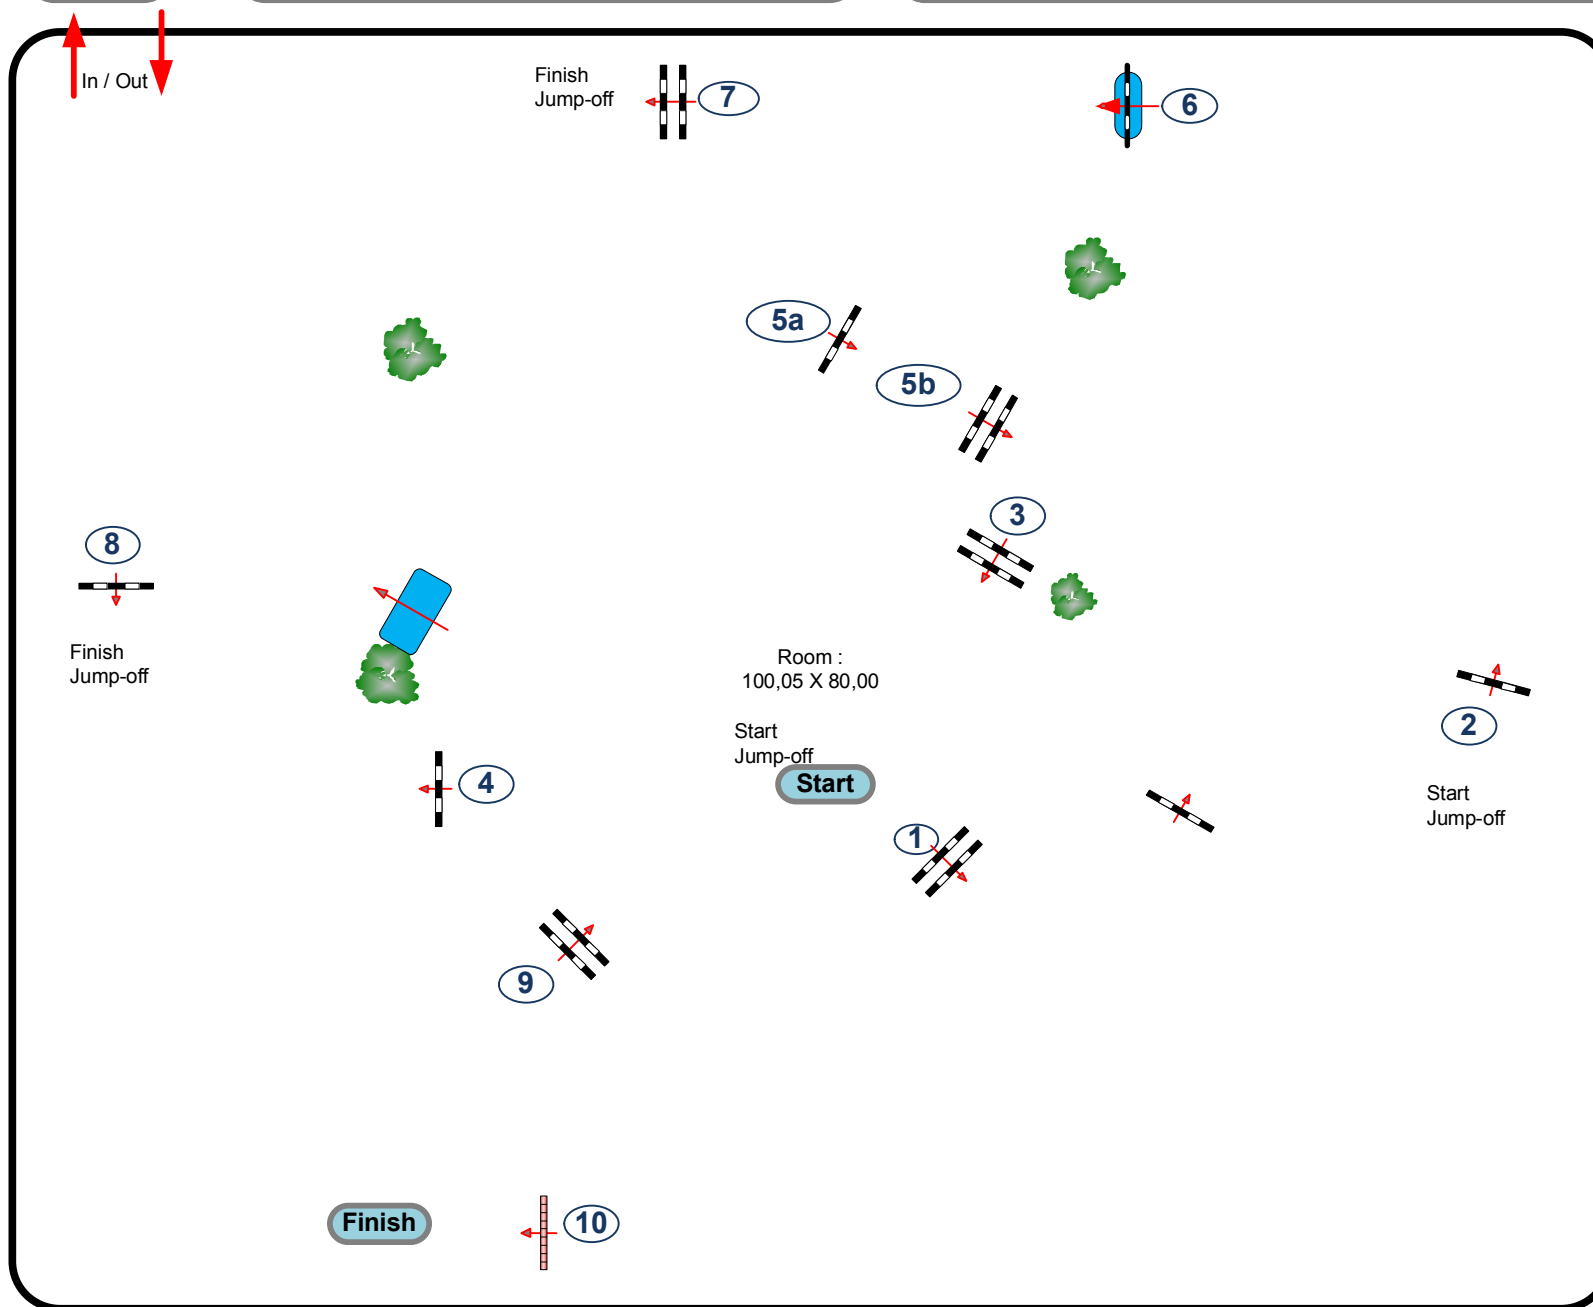 In / Out
Finish
Jump-off
7
6
5a
5b
3
8
Finish
Jump-off
Room :
100,05 X 80,00
2
Start
Jump-off
Start
4
1
Start
Jump-off
9
Finish
10